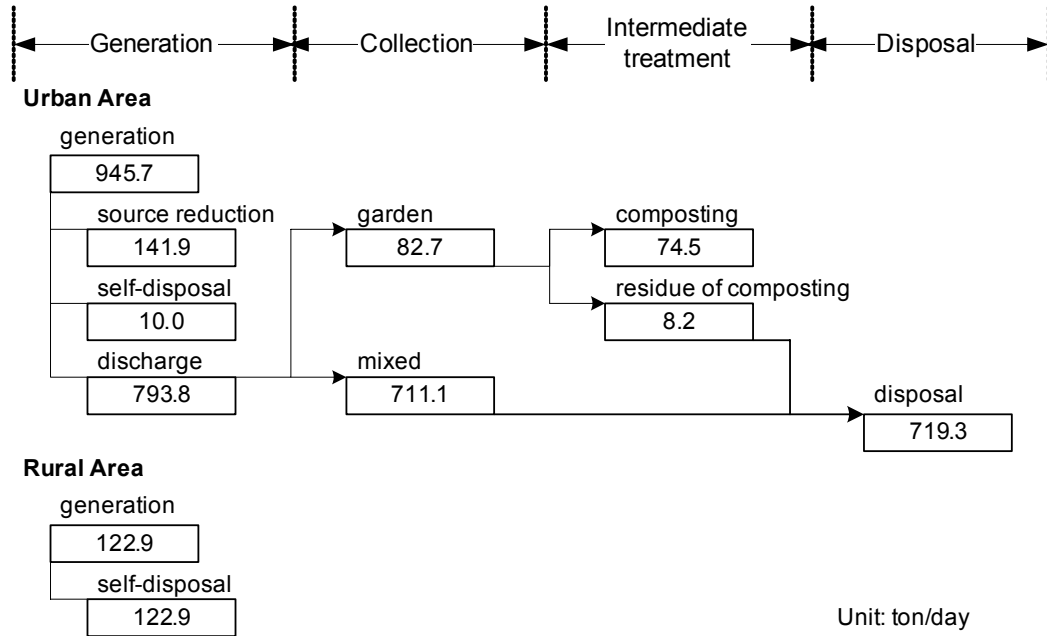 Generation
Collection
Intermediate
treatment
Disposal
Urban Area
generation
945.7
source reduction
garden
composting
141.9
82.7
74.5
self-disposal
residue of composting
10.0
8.2
discharge
mixed
793.8
711.1
disposal
719.3
Rural Area
generation
122.9
self-disposal
122.9
Unit: ton/day